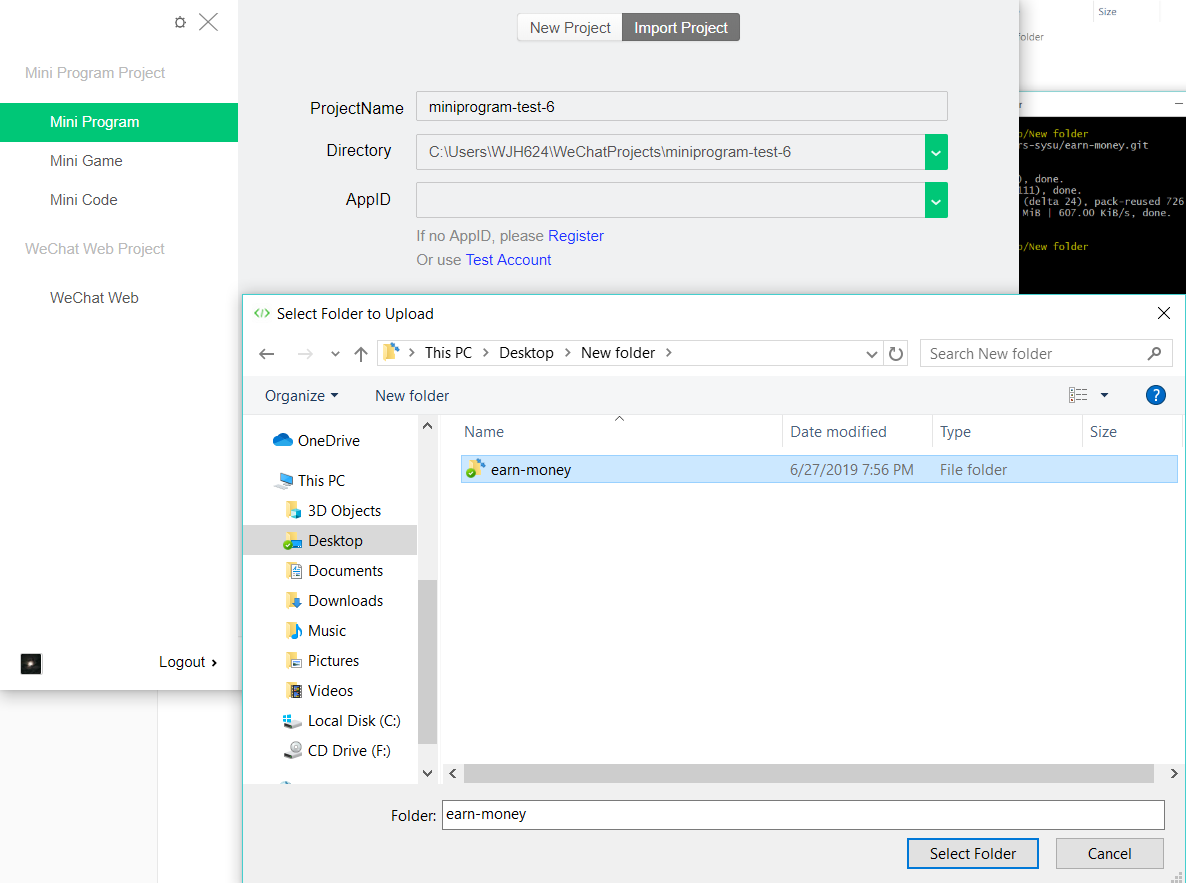 New Project
Import Project
Mini Program Project
Mini Program
Mini Game
Mini Code
WeChat Web Project
WeChat Web
Logout
ProjectName
miniprogram-test-6
Directory
C:\Users\WJH624\WeChatProjects\miniprogram-test-6
AppID
If no AppID, please Register
Or use Test Account
Size
folder
/New folder
rs-sysu/earn-money.git
), done.
111), done.
(delta 24), pack-reused 726
MiB | 607.00 KiB/s, done.
/New folder
Select Folder to Upload
This PC
Desktop
New folder
Search New folder
Organize
New folder
?
Name
Date modified
Type
Size
earn-money
6/27/2019 7:56 PM
File folder
OneDrive
This PC
3D Objects
Desktop
Documents
Downloads
Music
Pictures
Videos
Local Disk (C:)
CD Drive (F:)
Folder:
earn-money
Select Folder
Cancel